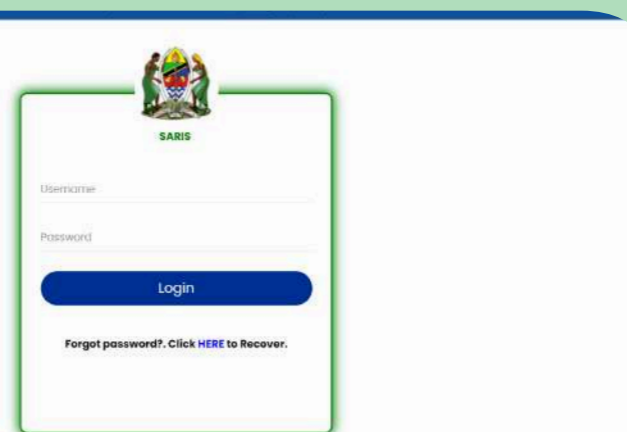 SARIS
Username
Password
Login
Forgot password?. Click HERE to Recover.